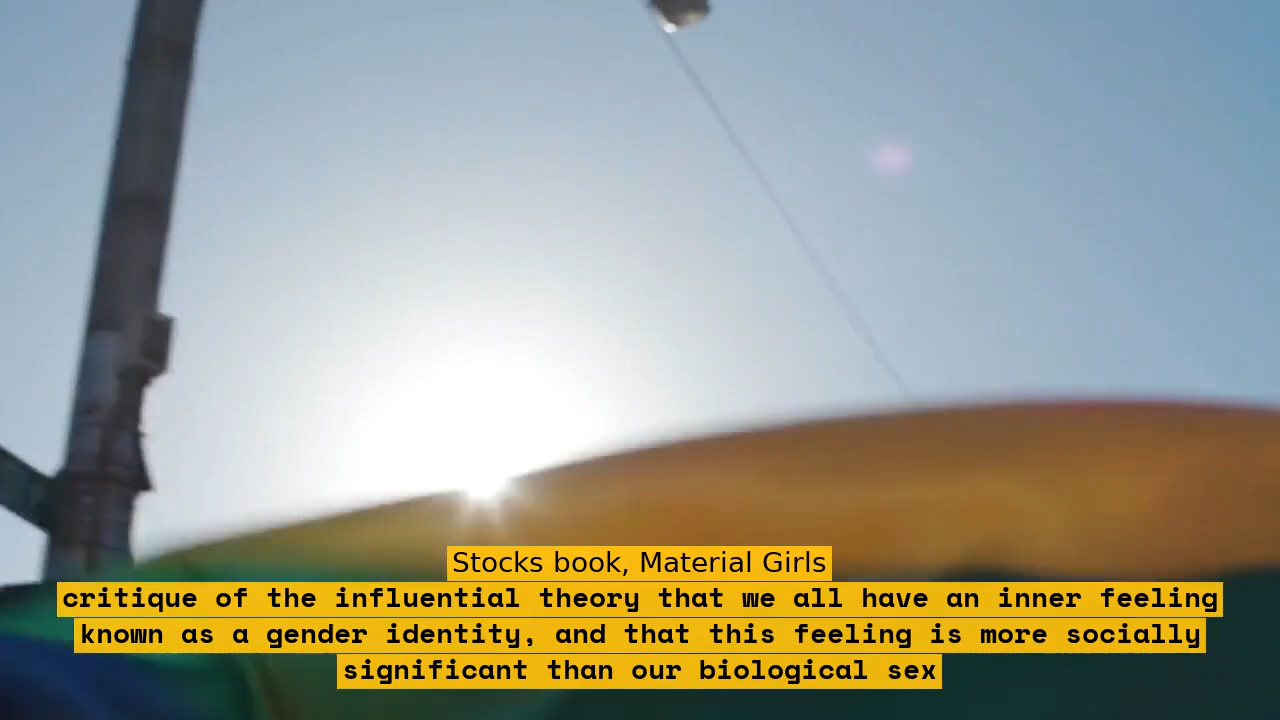 Stocks book, Material Girls
critique of the influential theory that we all have an inner feeling
known as a gender identity, and that this feeling is more socially
significant than our biological sex